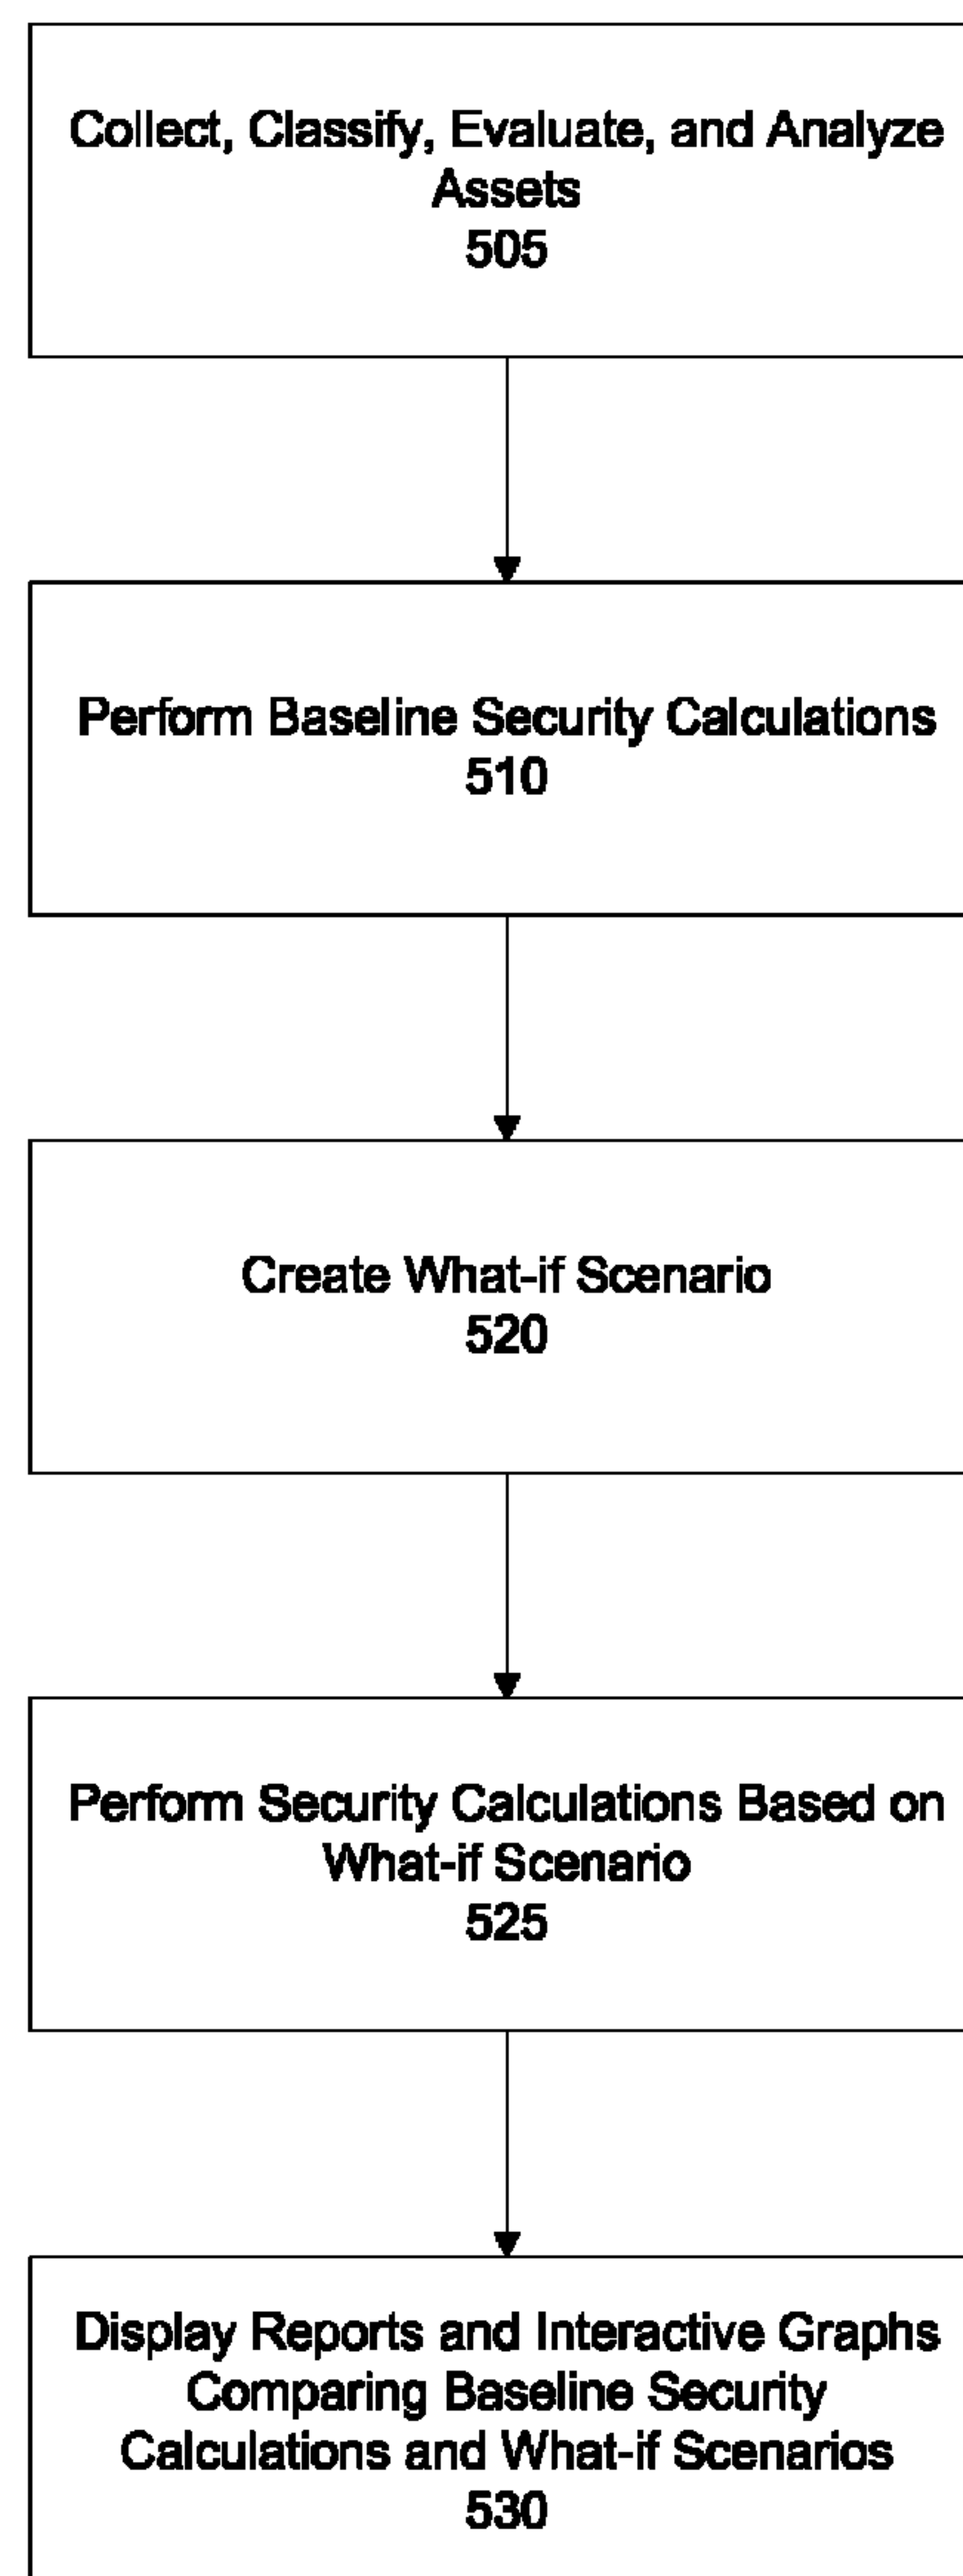 Collect, Classify, Evaluate, and Analyze
Assets
505
Perform Baseline Security Calculations
510
Create What-if Scenario
520
Perform Security Calculations Based on
What-if Scenario
525
Display Reports and Interactive Graphs
Comparing Baseline Security
Calculations and What-if Scenarios
530